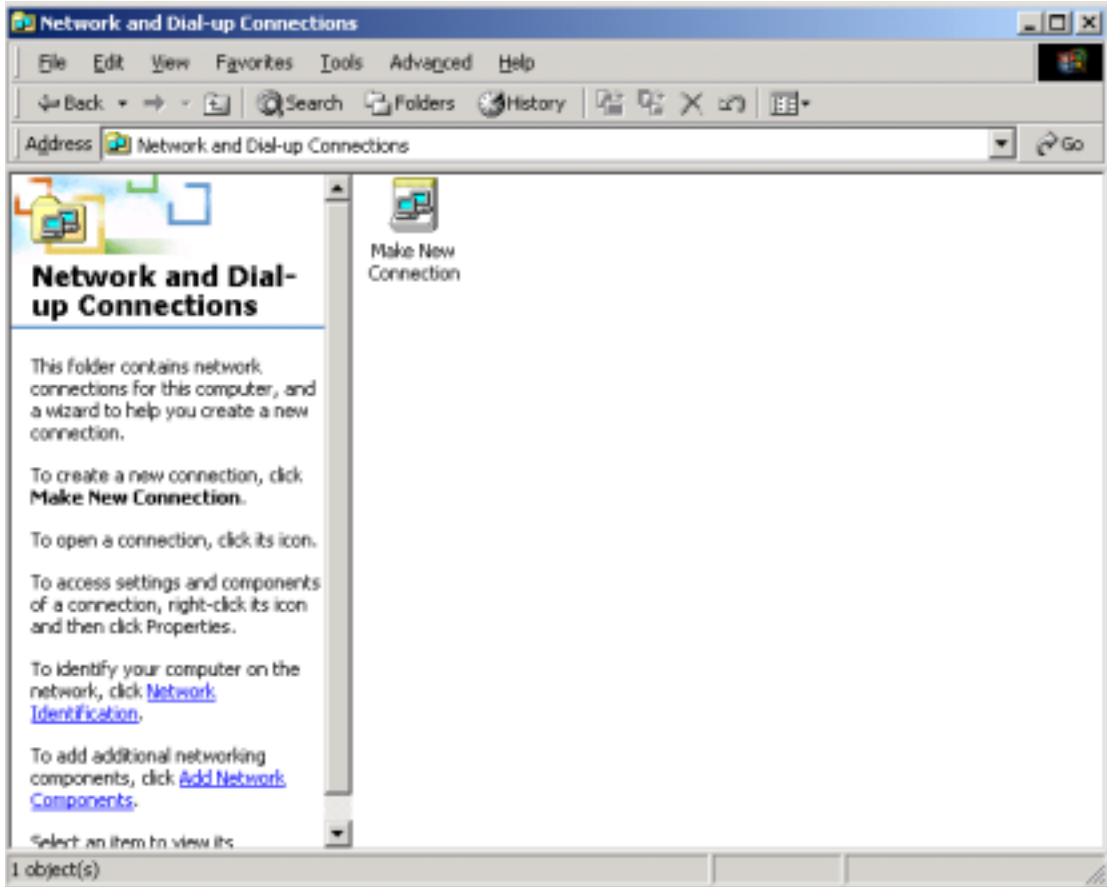 Network and Dial-up Connections
File Edit View Favorites Tools Advanced Help
Back Search Folders History
Address Network and Dial-up Connections Go
Network and Dial-
up Connections
This folder contains network
connections for this computer, and
a wizard to help you create a new
connection.
To create a new connection, click
Make New Connection.
To open a connection, click its icon.
To access settings and components
of a connection, right-click its icon
and then click Properties.
To identify your computer on the
network, click Network
Identification.
To add additional networking
components, click Add Network
Components.
Select an item to view its
Make New
Connection
1 object(s)